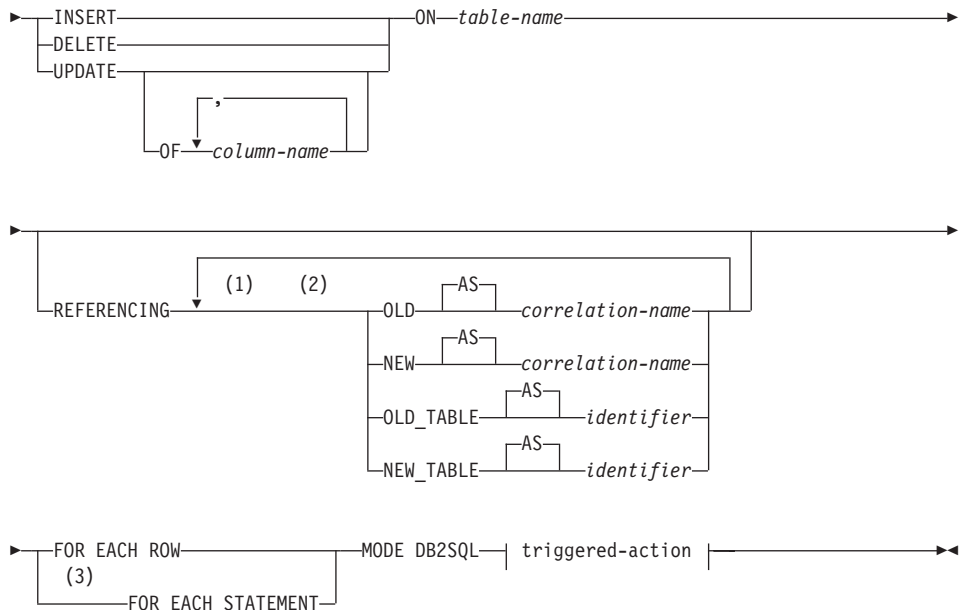 INSERT ON table-name
DELETE
UPDATE
,
OF column-name
(1) (2) AS
REFERENCING OLD correlation-name
AS
NEW correlation-name
AS
OLD_TABLE identifier
AS
NEW_TABLE identifier
FOR EACH ROW MODE DB2SQL triggered-action
(3)
FOR EACH STATEMENT